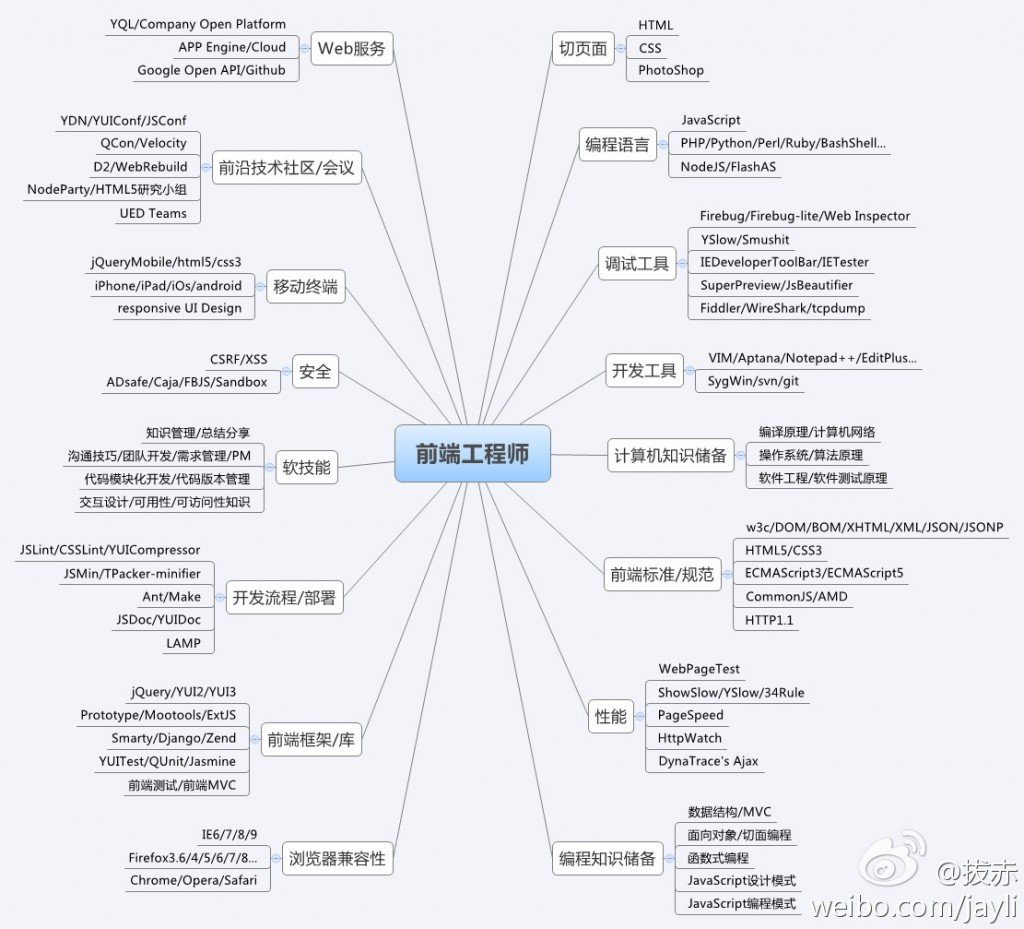 前端工程师
切页面
HTML
CSS
PhotoShop
编程语言
JavaScript
PHP/Python/Perl/Ruby/BashShell...
NodeJS/FlashAS
调试工具
Firebug/Firebug-lite/Web Inspector
YSlow/Smushit
IEDeveloperToolBar/IETester
SuperPreview/JsBeautifier
Fiddler/WireShark/tcpdump
开发工具
VIM/Aptana/Notepad++/EditPlus...
SygWin/svn/git
计算机知识储备
编译原理/计算机网络
操作系统/算法原理
软件工程/软件测试原理
前端标准/规范
w3c/DOM/BOM/XHTML/XML/JSON/JSONP
HTML5/CSS3
ECMAScript3/ECMAScript5
CommonJS/AMD
HTTP1.1
性能
WebPageTest
ShowSlow/YSlow/34Rule
PageSpeed
HttpWatch
DynaTrace's Ajax
编程知识储备
数据结构/MVC
面向对象/切面编程
函数式编程
JavaScript设计模式
JavaScript编程模式
Web服务
YQL/Company Open Platform
APP Engine/Cloud
Google Open API/Github
前沿技术社区/会议
YDN/YUIConf/JSConf
QCon/Velocity
D2/WebRebuild
NodeParty/HTML5研究小组
UED Teams
移动终端
jQueryMobile/html5/css3
iPhone/iPad/iOs/android
responsive UI Design
安全
CSRF/XSS
ADsafe/Caja/FBJS/Sandbox
软技能
知识管理/总结分享
沟通技巧/团队开发/需求管理/PM
代码模块化开发/代码版本管理
交互设计/可用性/可访问性知识
开发流程/部署
JSLint/CSSLint/YUICompressor
JSMin/TPacker-minifier
Ant/Make
JSDoc/YUIDoc
LAMP
前端框架/库
jQuery/YUI2/YUI3
Prototype/Mootools/ExtJS
Smarty/Django/Zend
YUITest/QUnit/Jasmine
前端测试/前端MVC
浏览器兼容性
IE6/7/8/9
Firefox3.6/4/5/6/7/8...
Chrome/Opera/Safari
@拔赤
weibo.com/jayli